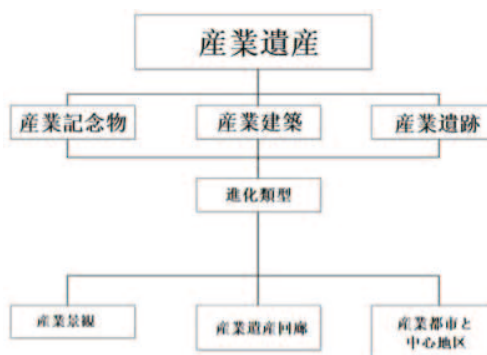 産業遺産
産業記念物
産業建築
産業遺跡
進化類型
産業景観
産業遺産回廊
産業都市と
中心地区